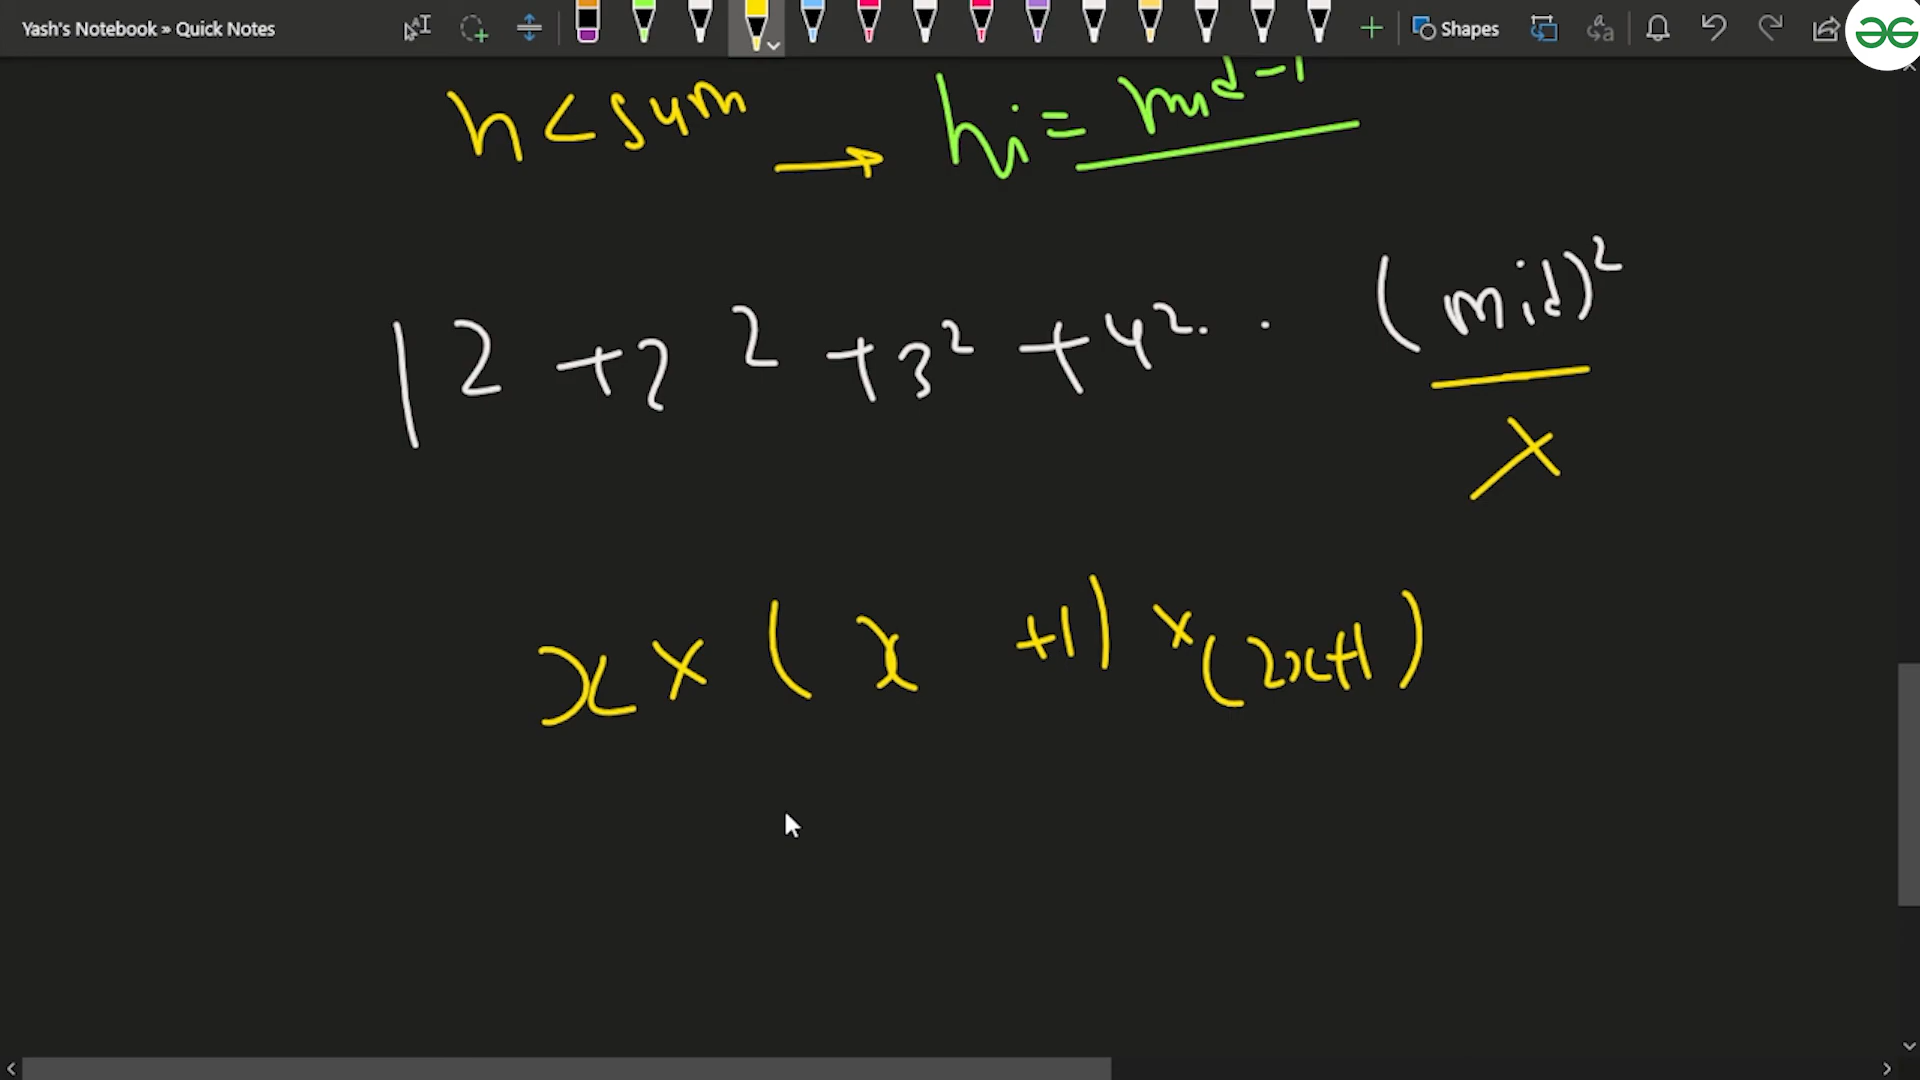 Yash's Notebook » Quick Notes
Shapes
n < sum → hi = mid-1
1² + 2² + 3² + 4² . . (mid)²
x
x × (x +1) × (2x+1)